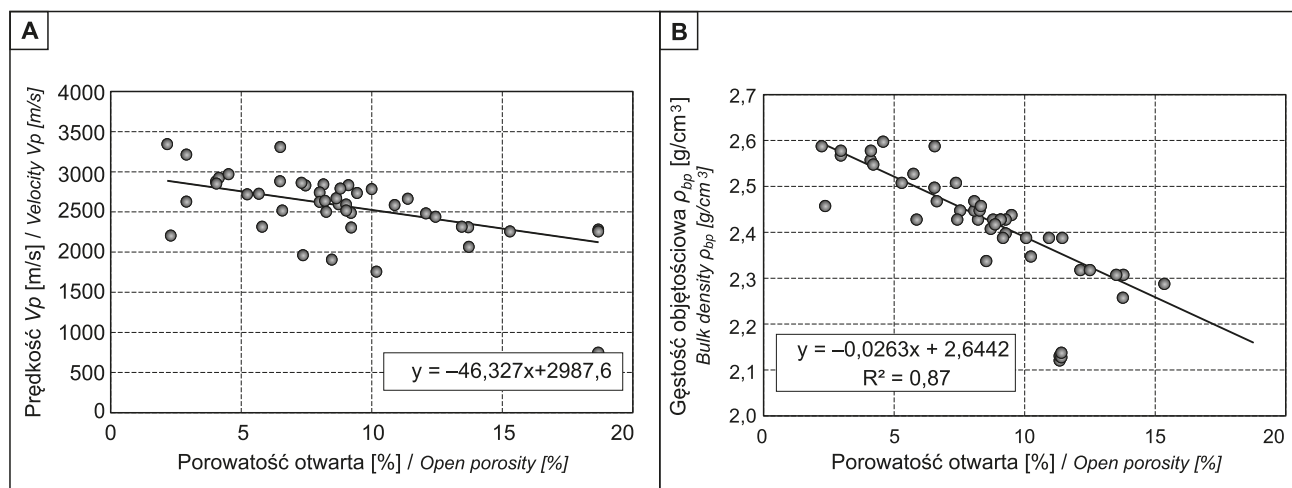 A
Prędkość Vp [m/s] / Velocity Vp [m/s]
4000
3500
3000
2500
2000
1500
1000
500
0
y = –46,327x+2987,6
0 5 10 15 20
Porowatość otwarta [%] / Open porosity [%]
B
Gęstość objętościowa ρbp [g/cm³]
Bulk density ρbp [g/cm³]
2,7
2,6
2,5
2,4
2,3
2,2
2,1
2,0
y = –0,0263x + 2,6442
R² = 0,87
0 5 10 15 20
Porowatość otwarta [%] / Open porosity [%]